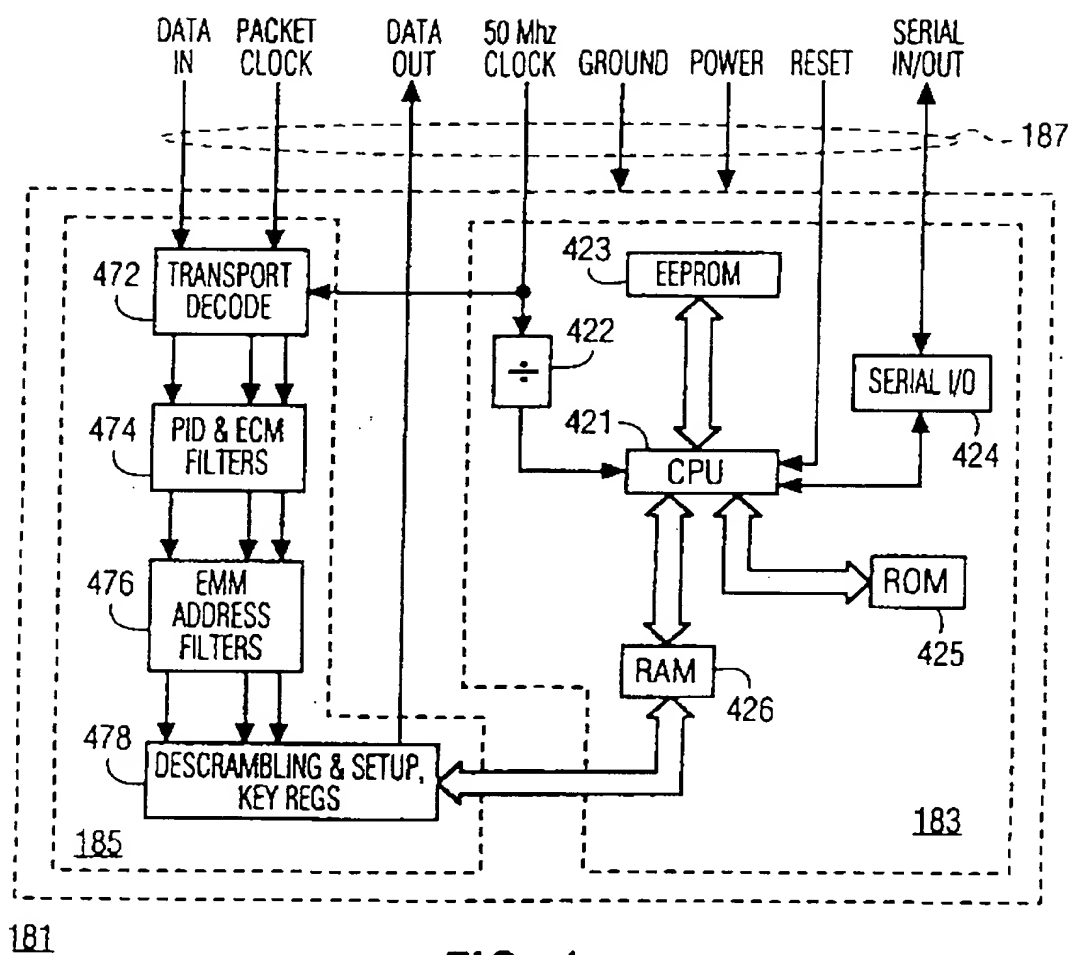 DATA IN
PACKET CLOCK
DATA OUT
50 Mhz CLOCK
GROUND
POWER
RESET
SERIAL IN/OUT
187
472
TRANSPORT
DECODE
423
EEPROM
422
÷
SERIAL I/O
424
474
PID & ECM
FILTERS
421
CPU
476
EMM
ADDRESS
FILTERS
ROM
425
RAM
426
478
DESCRAMBLING & SETUP,
KEY REGS
185
183
181